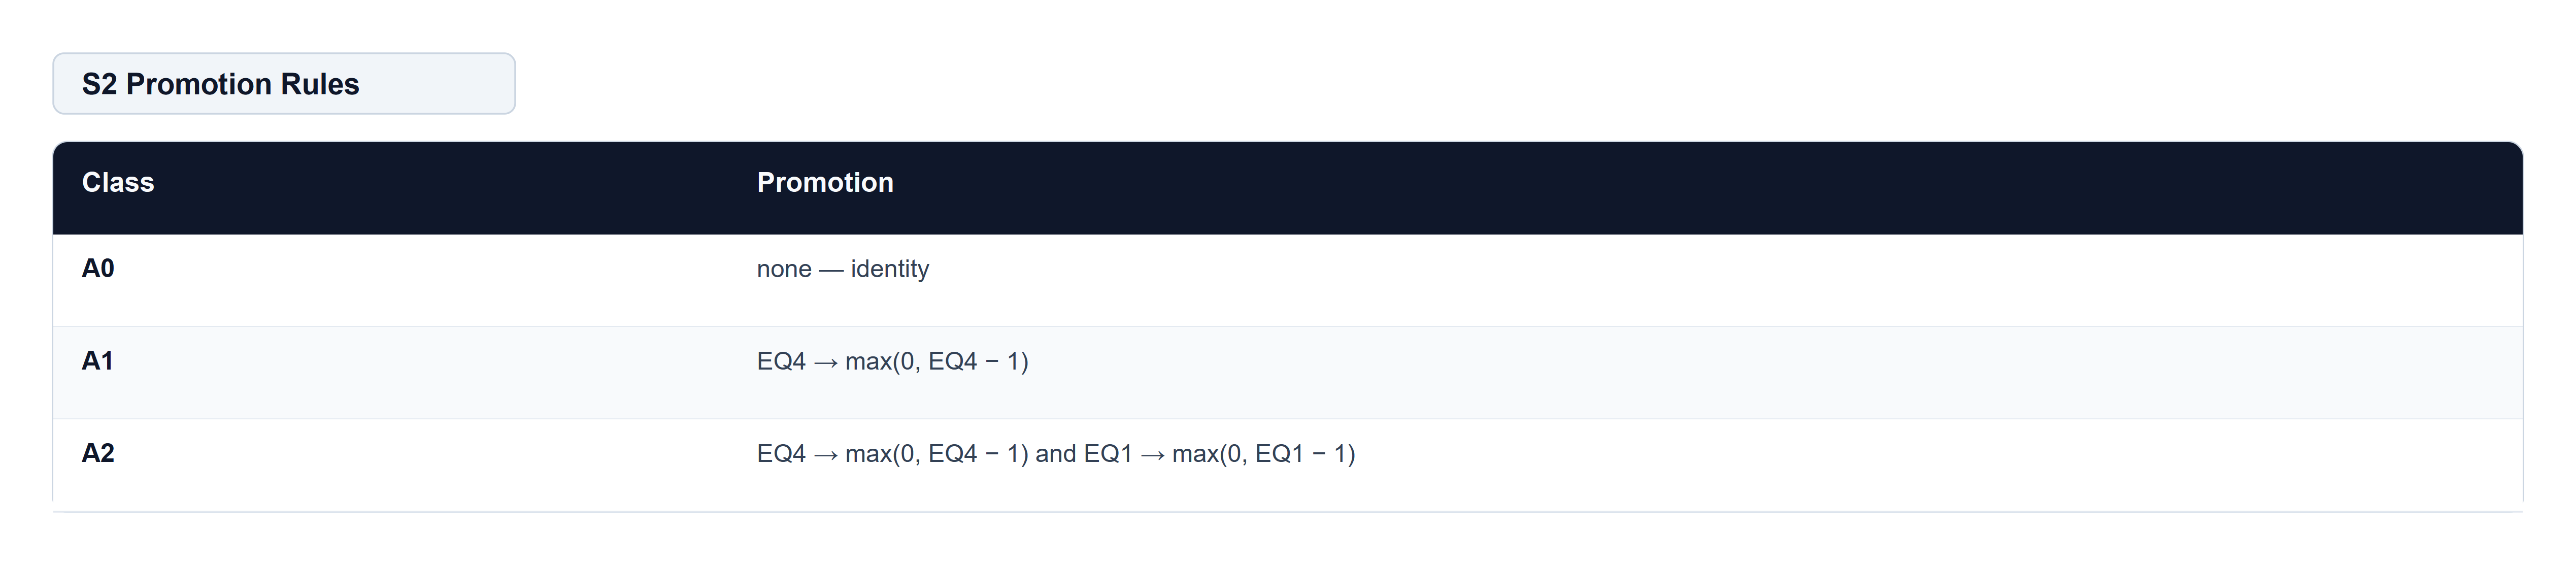 S2 Promotion Rules
Class Promotion
A0 none — identity
A1 EQ4 → max(0, EQ4 − 1)
A2 EQ4 → max(0, EQ4 − 1) and EQ1 → max(0, EQ1 − 1)